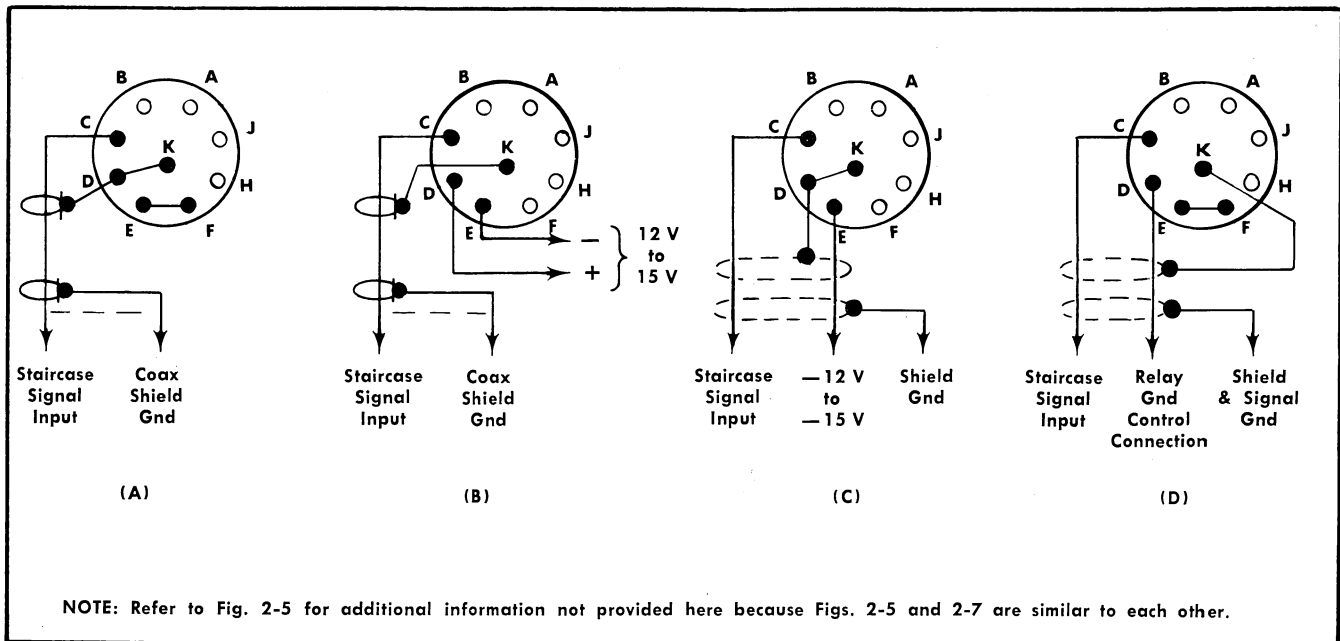 B A
C J
K
D H
E F
Staircase Signal Input
Coax Shield Gnd
(A)
B A
C J
K
D H
E F
— 12 V
to
+ 15 V
Staircase Signal Input
Coax Shield Gnd
(B)
B A
C J
K
D H
E F
Staircase Signal Input
—12 V to —15 V
Shield Gnd
(C)
B A
C J
K
D H
E F
Staircase Signal Input
Relay Gnd Control Connection
Shield & Signal Gnd
(D)
NOTE: Refer to Fig. 2-5 for additional information not provided here because Figs. 2-5 and 2-7 are similar to each other.